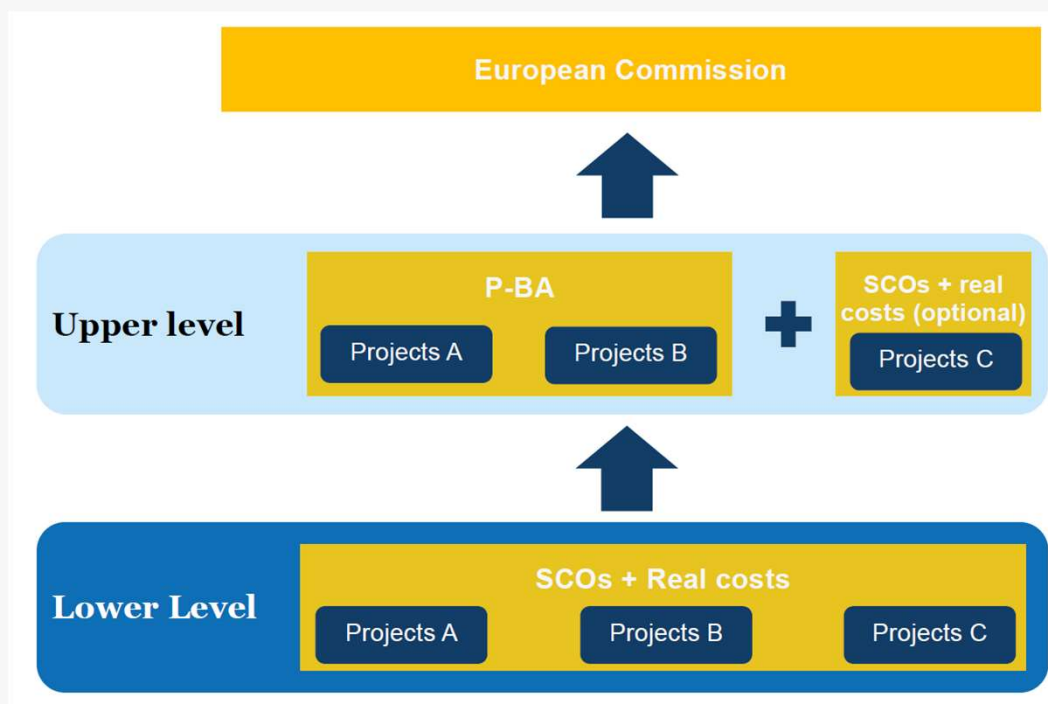 European Commission
Upper level
P-BA
Projects A
Projects B
SCOs + real
costs (optional)
Projects C
Lower Level
SCOs + Real costs
Projects A
Projects B
Projects C